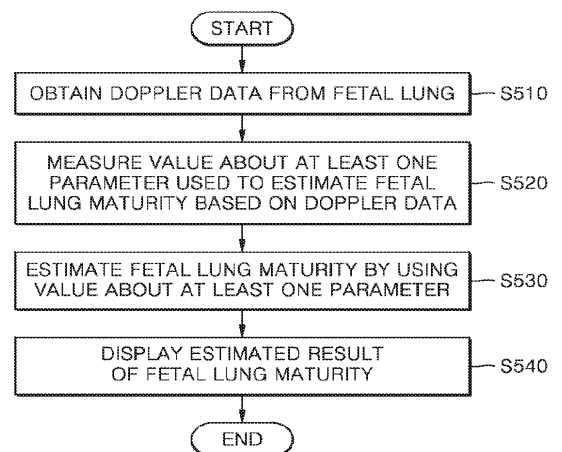 START
OBTAIN DOPPLER DATA FROM FETAL LUNG
S510
MEASURE VALUE ABOUT AT LEAST ONE
PARAMETER USED TO ESTIMATE FETAL
LUNG MATURITY BASED ON DOPPLER DATA
S520
ESTIMATE FETAL LUNG MATURITY BY USING
VALUE ABOUT AT LEAST ONE PARAMETER
S530
DISPLAY ESTIMATED RESULT
OF FETAL LUNG MATURITY
S540
END